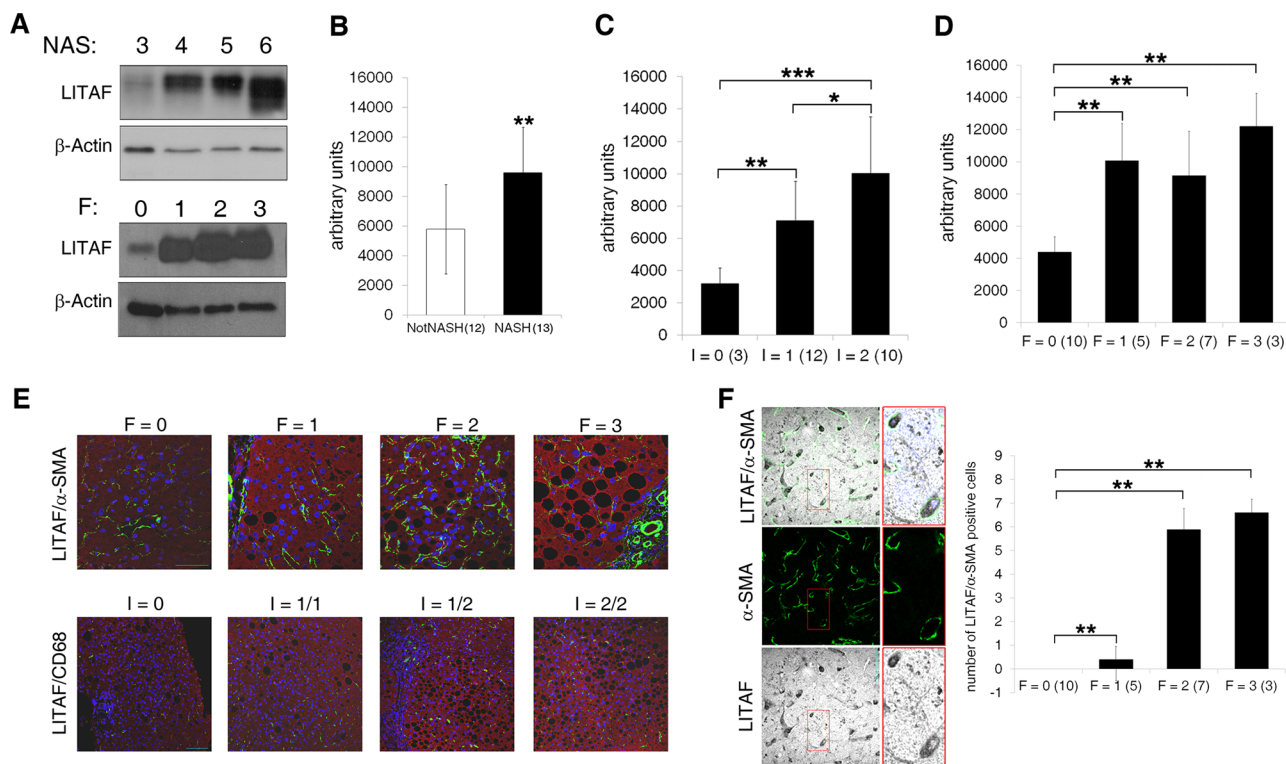 A
NAS: 3 4 5 6
LITAF
β-Actin
F: 0 1 2 3
LITAF
β-Actin
B
16000
14000
12000
10000
8000
6000
4000
2000
0
arbitrary units
**
NotNASH(12) NASH(13)
C
16000
14000
12000
10000
8000
6000
4000
2000
0
arbitrary units
***
*
**
I = 0 (3) I = 1 (12) I = 2 (10)
D
16000
14000
12000
10000
8000
6000
4000
2000
0
arbitrary units
**
**
**
F = 0 (10) F = 1 (5) F = 2 (7) F = 3 (3)
E
F = 0 F = 1 F = 2 F = 3
LITAF/α-SMA
I = 0 I = 1/1 I = 1/2 I = 2/2
LITAF/CD68
F
LITAF/α-SMA
α-SMA
LITAF
number of LITAF/α-SMA positive cells
9
8
7
6
5
4
3
2
1
0
-1
**
**
**
F = 0 (10) F = 1 (5) F = 2 (7) F = 3 (3)